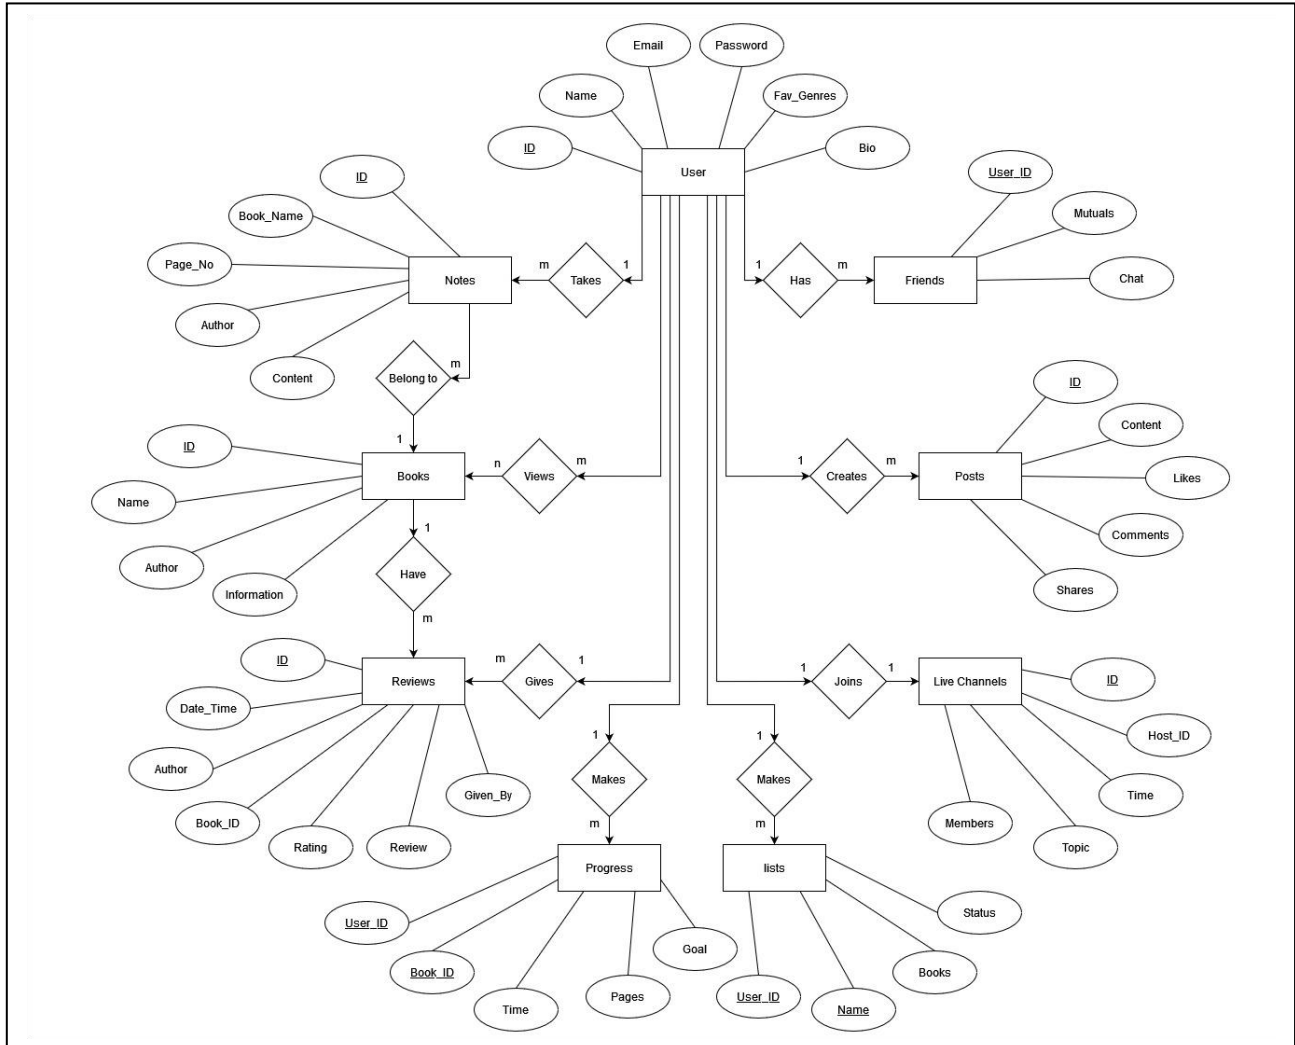 Email
Password
Name
Fav_Genres
ID
Bio
User
ID
User_ID
Book_Name
Mutuals
Page_No
m
1
1
m
Notes
Takes
Has
Friends
Chat
Author
Content
Belong to
m
ID
Content
ID
1
n
m
1
m
Books
Views
Creates
Posts
Likes
Name
1
Comments
Author
Information
Have
Shares
m
ID
m
1
1
1
Reviews
Gives
Joins
Live Channels
ID
Date_Time
Host_ID
1
1
Author
Makes
Makes
Given_By
Time
Book_ID
Members
m
m
Rating
Review
Topic
Progress
lists
Status
User_ID
Goal
Book_ID
Books
Time
Pages
User_ID
Name